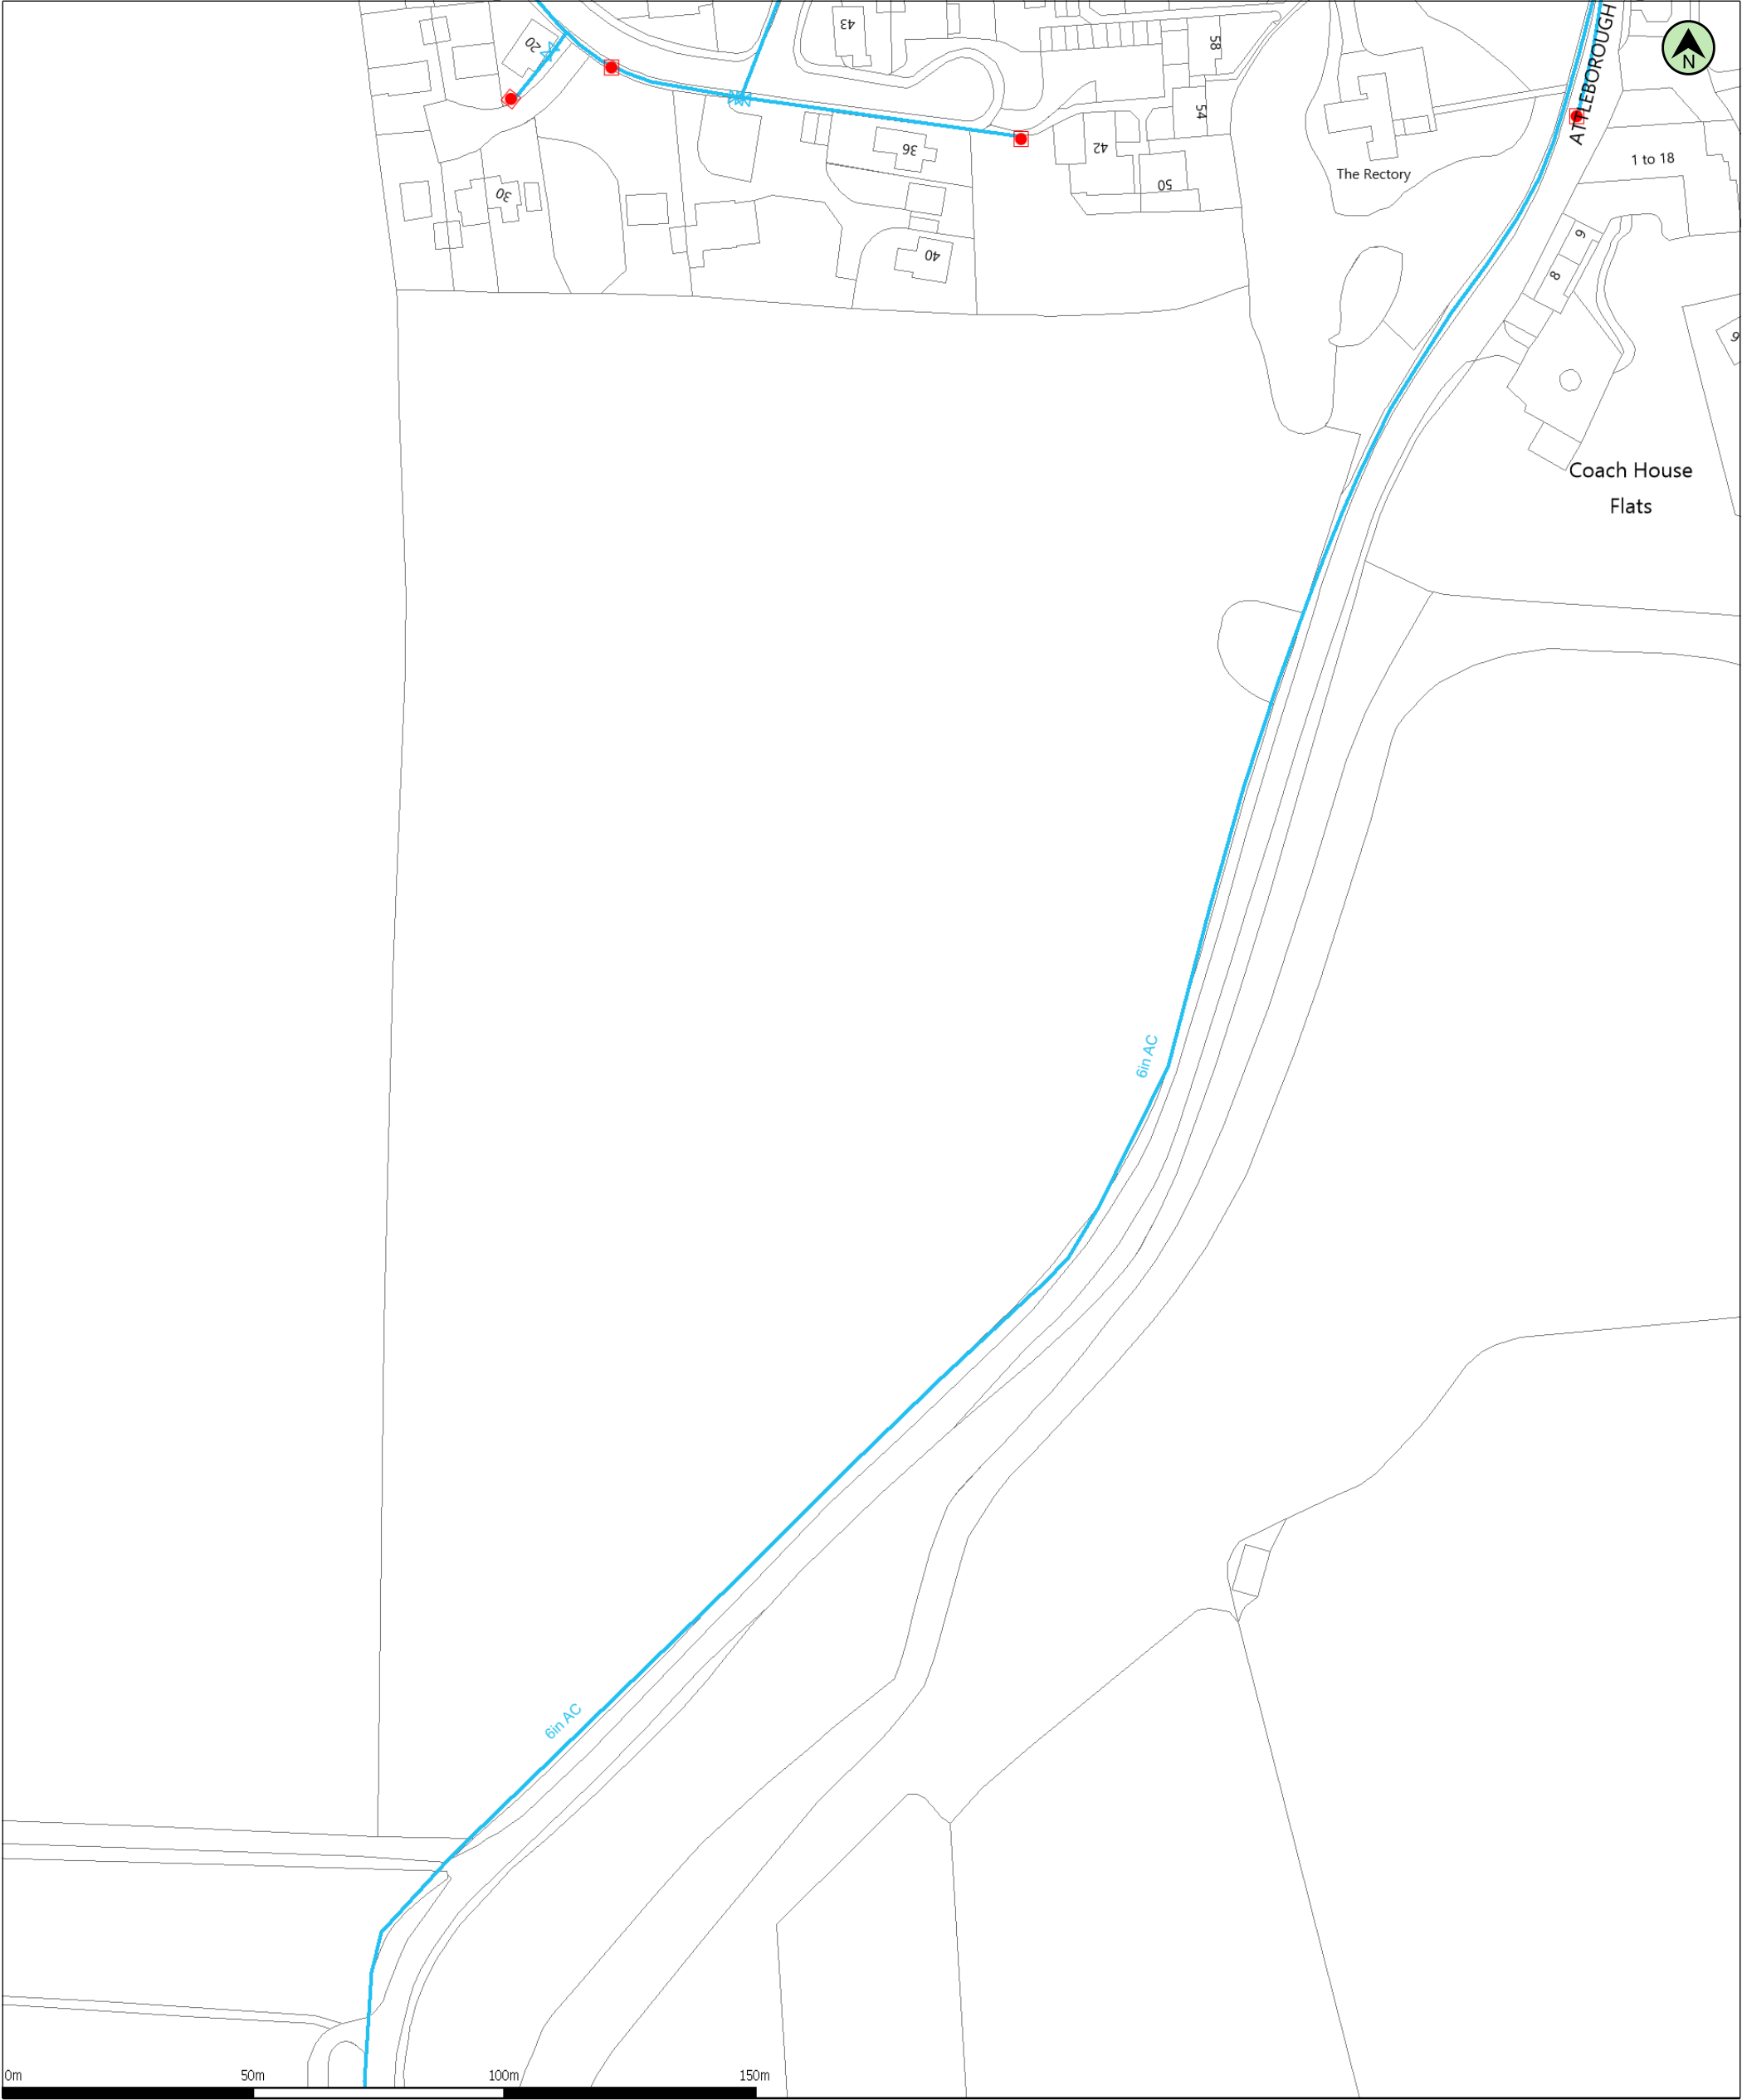 43
58
20
N
ATTLEBOROUGH
54
36
42
1 to 18
The Rectory
50
30
9
40
8
Coach House
Flats
6in AC
6in AC
0m
50m
100m
150m